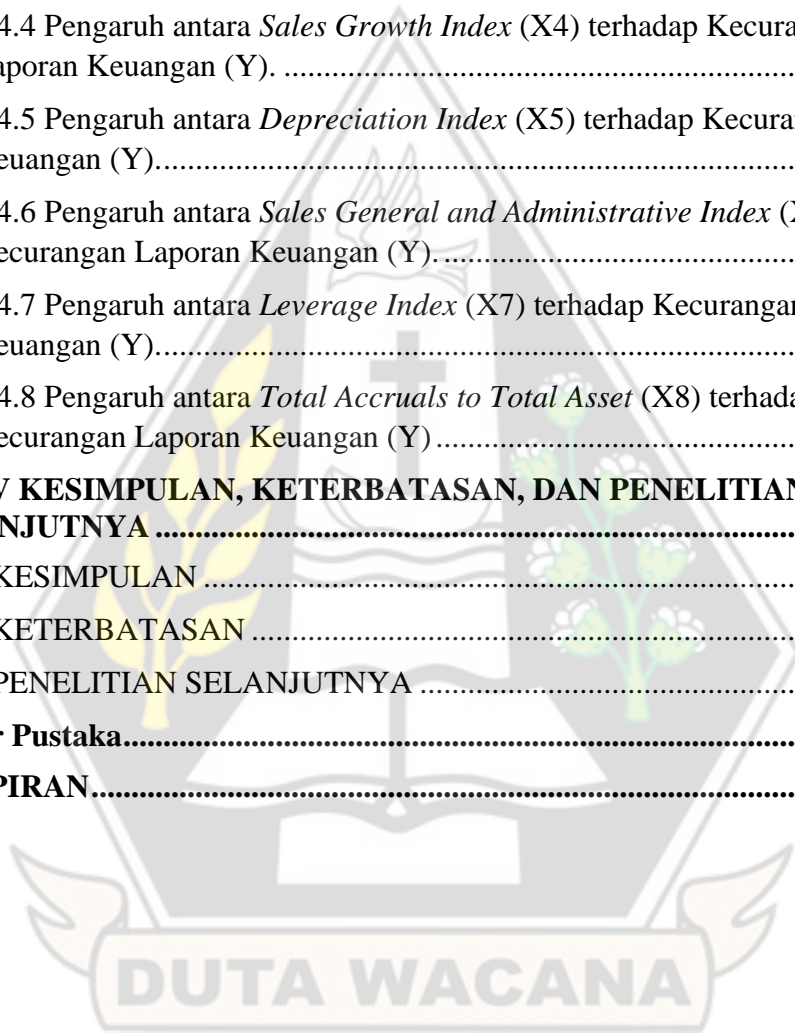 4.4 Pengaruh antara Sales Growth Index (X4) terhadap Kecura
aporan Keuangan (Y). ..................................................................
4.5 Pengaruh antara Depreciation Index (X5) terhadap Kecuran
euangan (Y)...................................................................................
4.6 Pengaruh antara Sales General and Administrative Index (X
ecurangan Laporan Keuangan (Y). ..............................................
4.7 Pengaruh antara Leverage Index (X7) terhadap Kecurangan
euangan (Y)...................................................................................
4.8 Pengaruh antara Total Accruals to Total Asset (X8) terhada
ecurangan Laporan Keuangan (Y) ...............................................
V KESIMPULAN, KETERBATASAN, DAN PENELITIAN
NJUTNYA ...................................................................................
KESIMPULAN .............................................................................
KETERBATASAN .......................................................................
PENELITIAN SELANJUTNYA .................................................
r Pustaka.......................................................................................
PIRAN...........................................................................................
DUTA WACANA